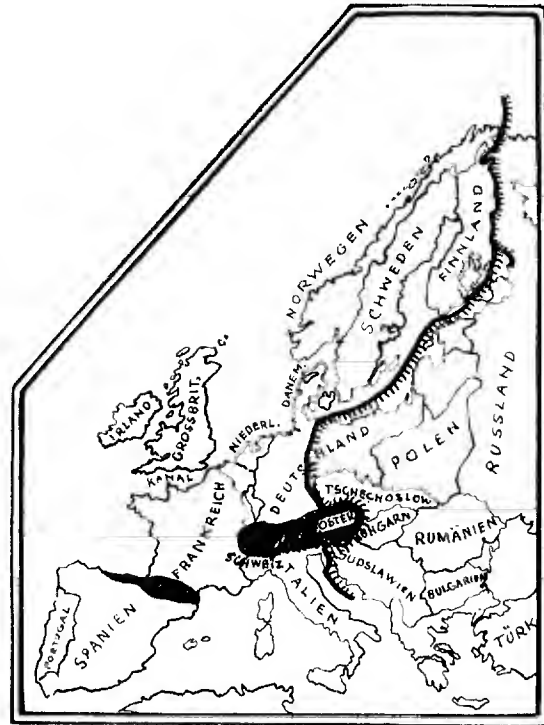 NORWEGEN
SCHWEDEN
FINNLAND
RUSSLAND
IRLAND
GROSSBRIT.
DÄNEM.
NIEDERL.
KANAL
DEUTSCHLAND
POLEN
TSCHECHOSLOW.
FRANKREICH
SCHWEIZ
ÖSTER
UNGARN
RUMÄNIEN
ITALIEN
JUGOSLAWIEN
BULGARIEN
TÜRK
PORTUGAL
SPANIEN